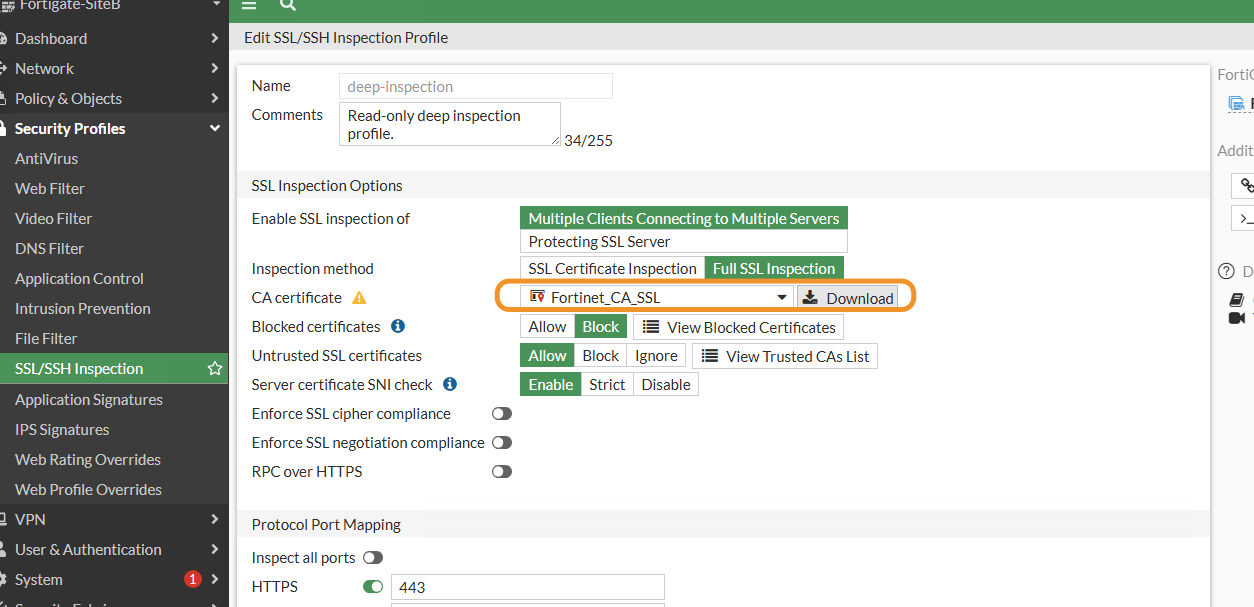 Fortigate-SiteB
Edit SSL/SSH Inspection Profile
Dashboard
Network
Policy & Objects
Security Profiles
AntiVirus
Web Filter
Video Filter
DNS Filter
Application Control
Intrusion Prevention
File Filter
SSL/SSH Inspection
Application Signatures
IPS Signatures
Web Rating Overrides
Web Profile Overrides
VPN
User & Authentication
System 1
Name deep-inspection
Comments Read-only deep inspection
profile. 34/255
SSL Inspection Options
Enable SSL inspection of Multiple Clients Connecting to Multiple Servers
Protecting SSL Server
Inspection method SSL Certificate Inspection Full SSL Inspection
CA certificate Fortinet_CA_SSL Download
Blocked certificates Allow Block View Blocked Certificates
Untrusted SSL certificates Allow Block Ignore View Trusted CAs List
Server certificate SNI check Enable Strict Disable
Enforce SSL cipher compliance
Enforce SSL negotiation compliance
RPC over HTTPS
Protocol Port Mapping
Inspect all ports
HTTPS 443